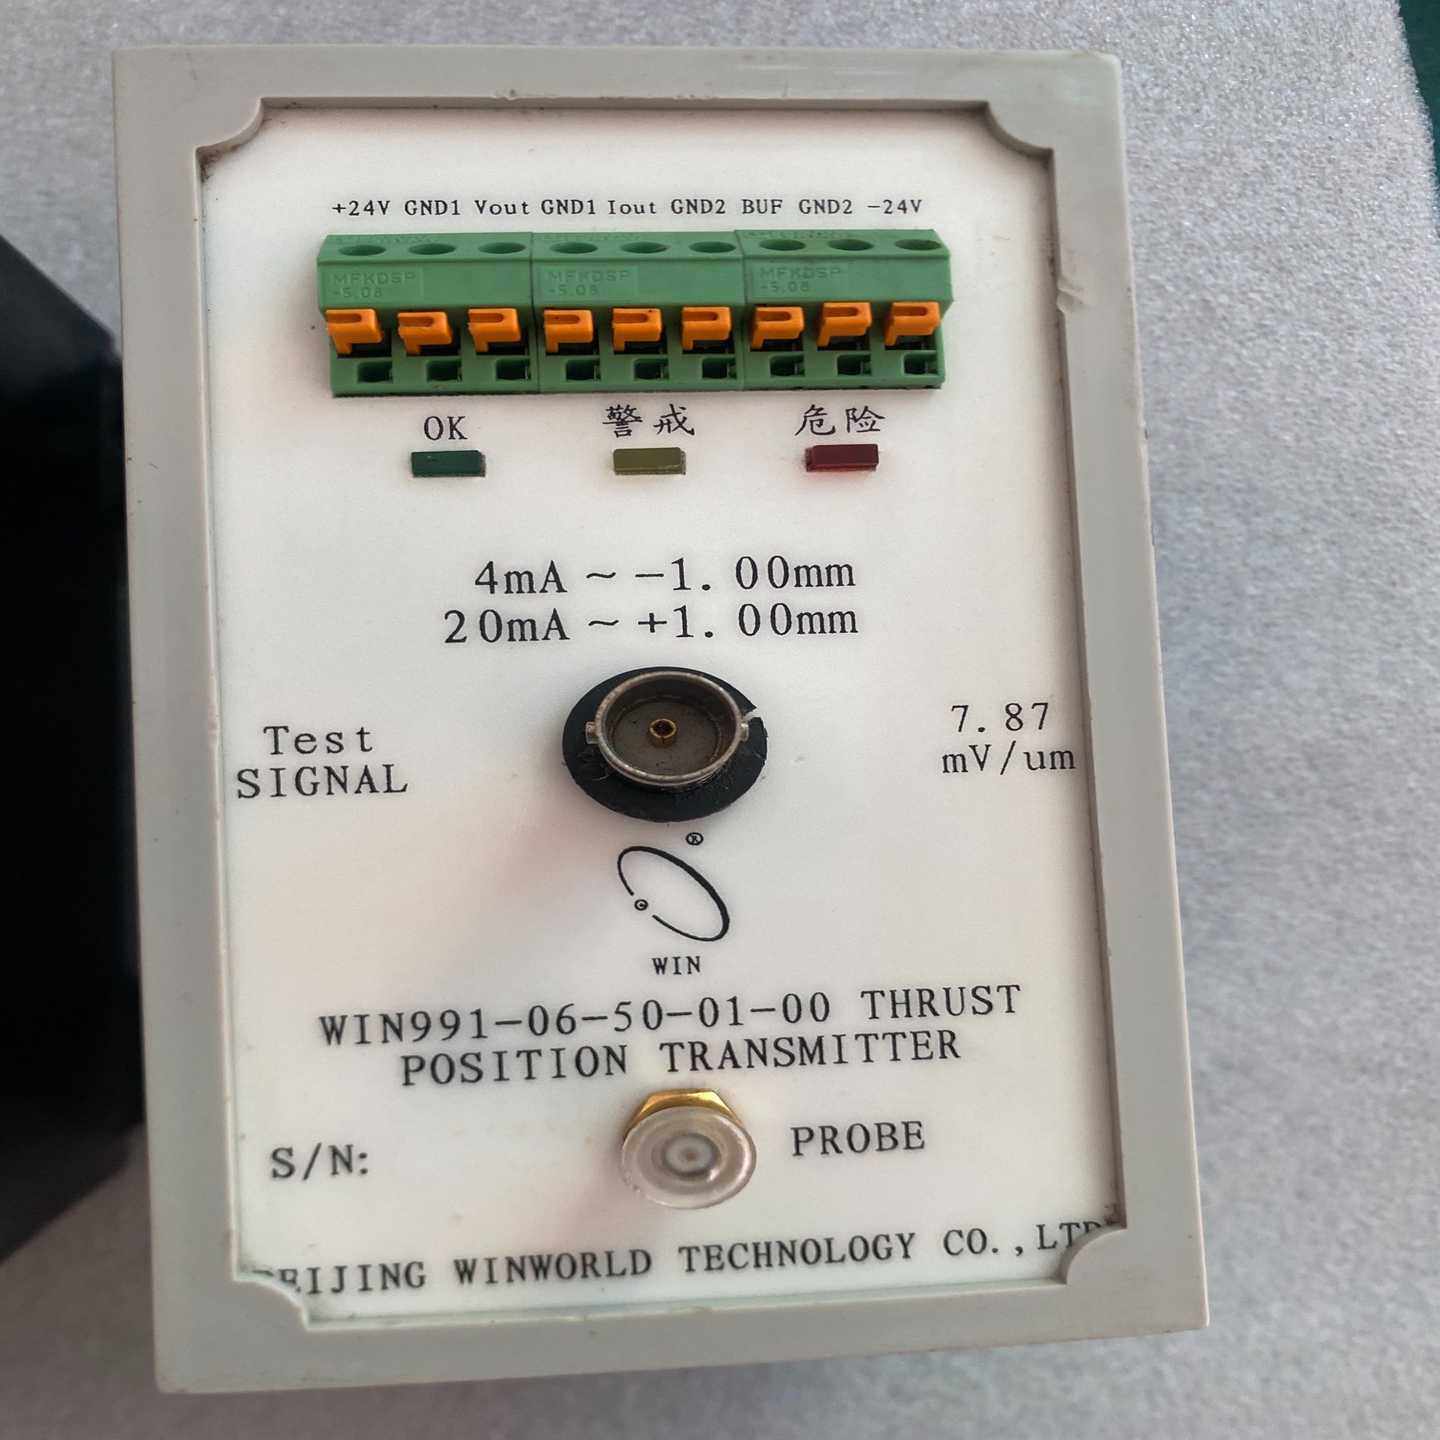 +24V GND1 Vout GND1 Iout GND2 BUF GND2 -24V
MFKDSP MFKDSP MFKDSP
-5.08 -5.08 -5.08
OK 警戒 危险
4mA ~ -1.00mm
20mA ~ +1.00mm
Test
SIGNAL
7.87
mV/um
®
WIN
WIN991-06-50-01-00 THRUST
POSITION TRANSMITTER
S/N:
PROBE
BEIJING WINWORLD TECHNOLOGY CO.,LTD